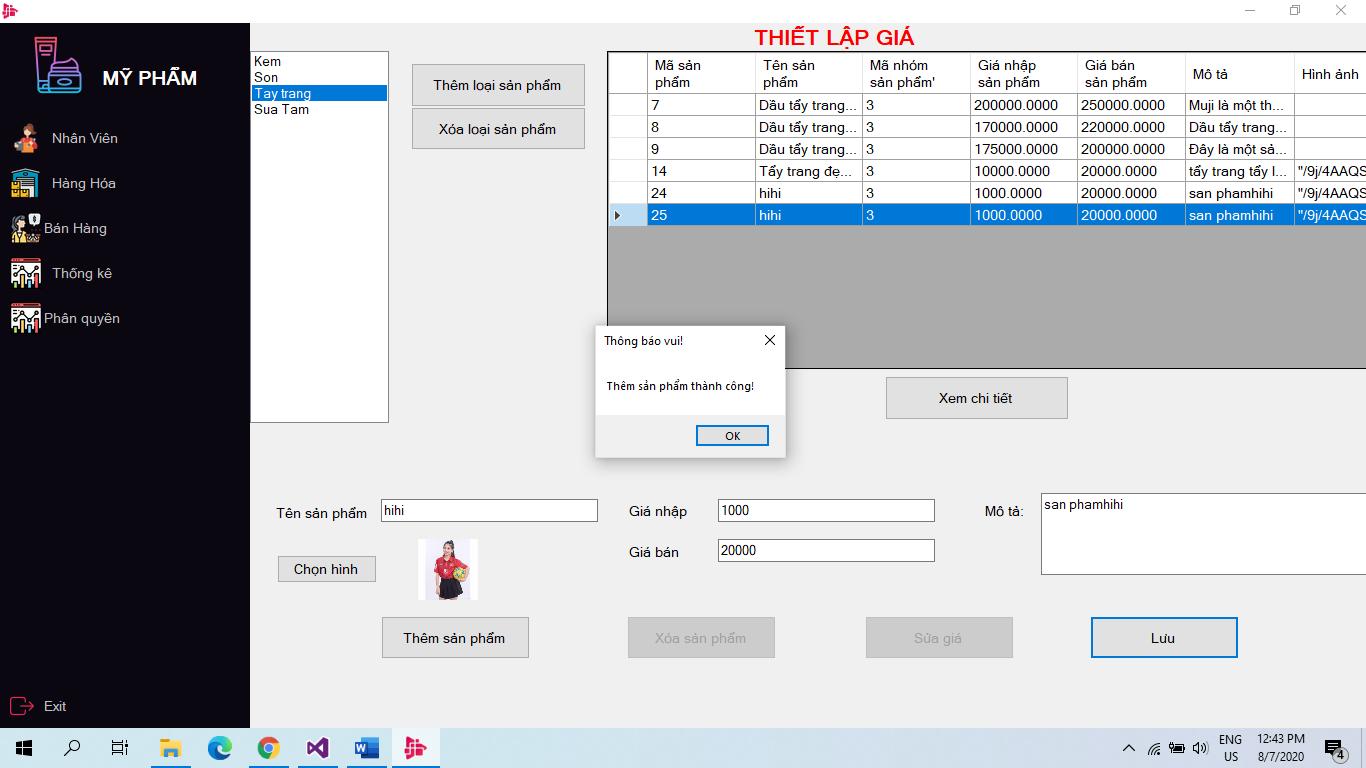 THIẾT LẬP GIÁ
MỸ PHẨM
Nhân Viên
Hàng Hóa
Bán Hàng
Thống kê
Phân quyền
Exit
Kem
Son
Tay trang
Sua Tam
Thêm loại sản phẩm
Xóa loại sản phẩm
Mã sản phẩm Tên sản phẩm Mã nhóm sản phẩm' Giá nhập sản phẩm Giá bán sản phẩm Mô tả Hình ảnh
7 Dầu tẩy trang... 3 200000.0000 250000.0000 Muji là một th...
8 Dầu tẩy trang... 3 170000.0000 220000.0000 Dầu tẩy trang...
9 Dầu tẩy trang... 3 175000.0000 200000.0000 Đây là một sả...
14 Tẩy trang đẹ... 3 10000.0000 20000.0000 tẩy trang tẩy l... "/9j/4AAQS
24 hihi 3 1000.0000 20000.0000 san phamhihi "/9j/4AAQS
25 hihi 3 1000.0000 20000.0000 san phamhihi "/9j/4AAQS
Thông báo vui!
Thêm sản phẩm thành công!
OK
Xem chi tiết
Tên sản phẩm hihi
Giá nhập 1000
Mô tả: san phamhihi
Giá bán 20000
Chọn hình
Thêm sản phẩm
Xóa sản phẩm
Sửa giá
Lưu
ENG
US
12:43 PM
8/7/2020
4